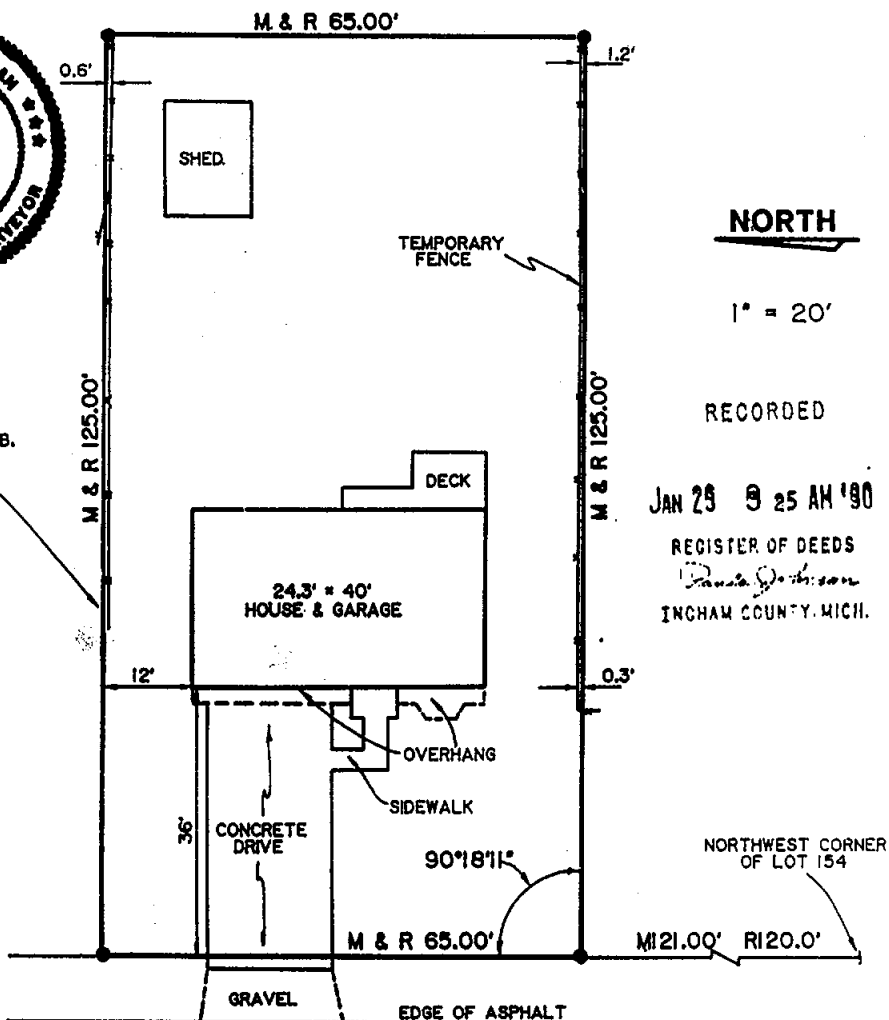 M. & R 65.00'
0.6'
1.2'
SHED.
TEMPORARY
FENCE
NORTH
1" = 20'
RECORDED
M & R 125.00'
M & R 125.00'
B.
DECK
JAN 25 9 25 AM '90
REGISTER OF DEEDS
INGHAM COUNTY, MICH.
24.3' × 40'
HOUSE & GARAGE
12'
0.3'
OVERHANG
SIDEWALK
36'
CONCRETE
DRIVE
90°18'11"
NORTHWEST CORNER
OF LOT 154
M & R 65.00'
M121.00' R120.0'
GRAVEL
EDGE OF ASPHALT